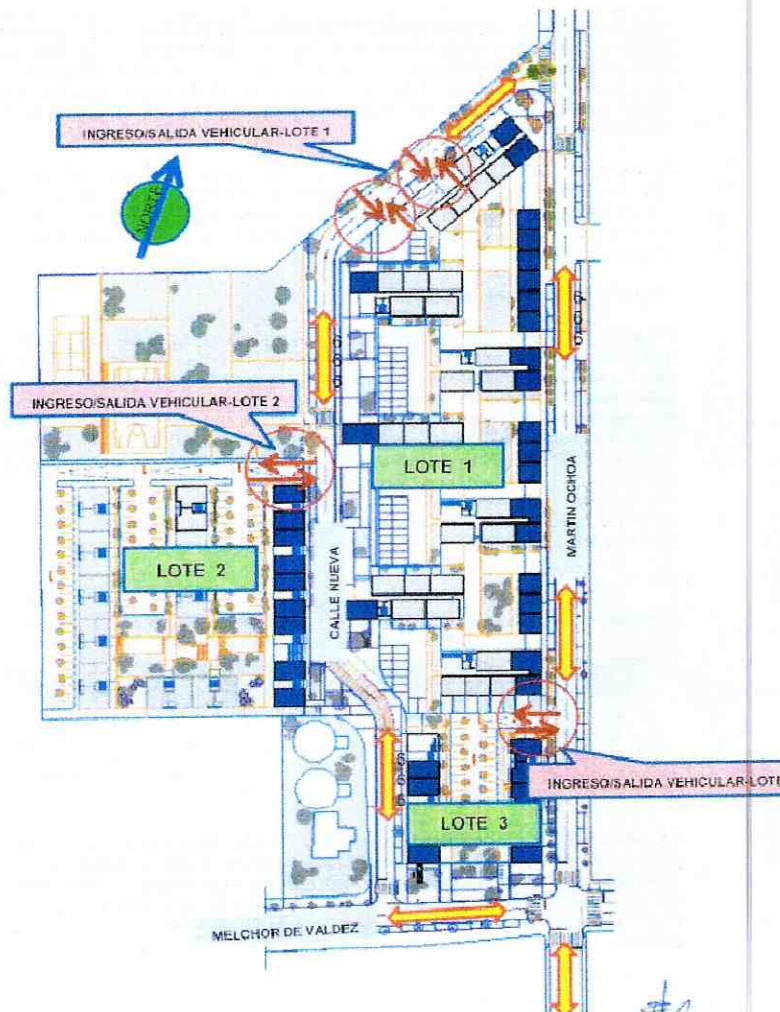 INGRESO/SALIDA VEHICULAR-LOTE 1
NORTE
INGRESO/SALIDA VEHICULAR-LOTE 2
LOTE 1
MARTIN OCHOA
LOTE 2
CALLE NUEVA
INGRESO/SALIDA VEHICULAR-LOTE
LOTE 3
MELCHOR DE VALDEZ